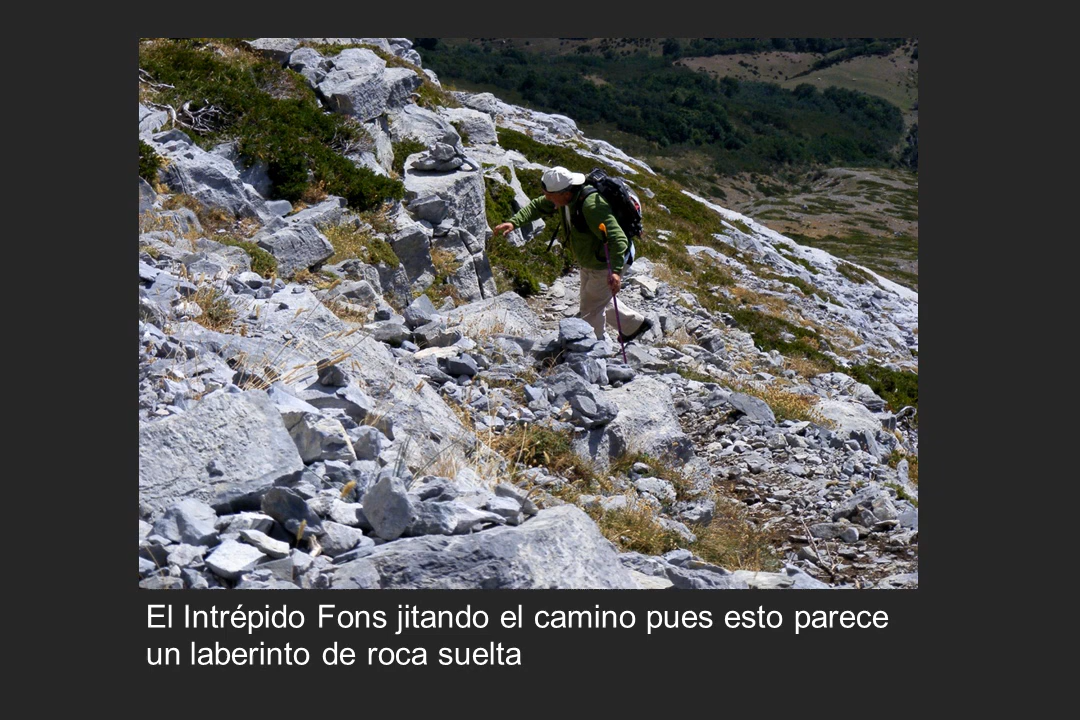 El Intrépido Fons jitando el camino pues esto parece
un laberinto de roca suelta